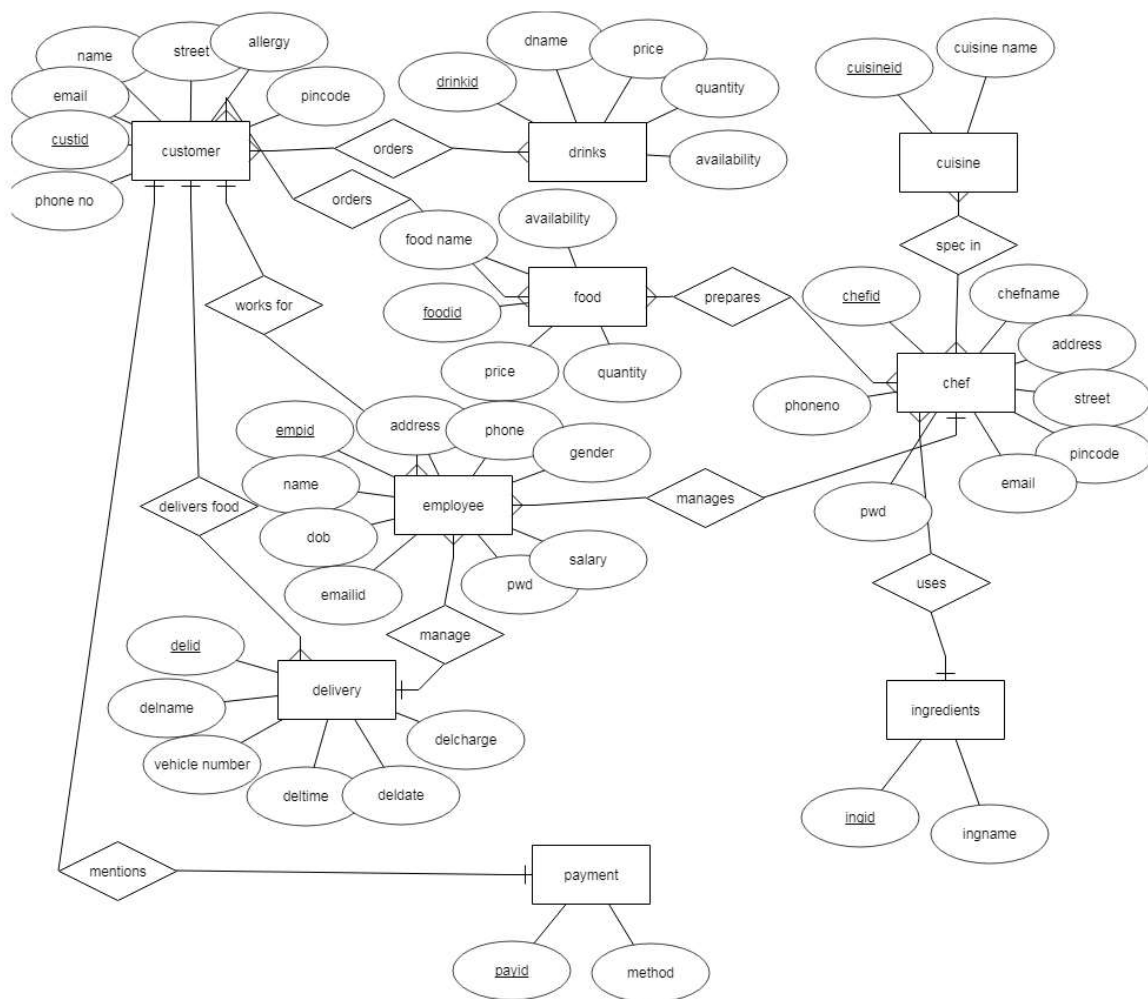 name
street
allergy
email
pincode
custid
customer
phone no
orders
orders
dname
price
drinkid
quantity
drinks
availability
cuisine name
cuisineid
cuisine
spec in
availability
food name
food
foodid
price
quantity
prepares
chefid
chefname
address
chef
street
phoneno
pincode
email
pwd
works for
address
phone
empid
gender
name
employee
manages
delivers food
dob
salary
emailid
pwd
uses
manage
delid
delivery
delname
delcharge
vehicle number
deltime
deldate
ingredients
ingid
ingname
mentions
payment
payid
method